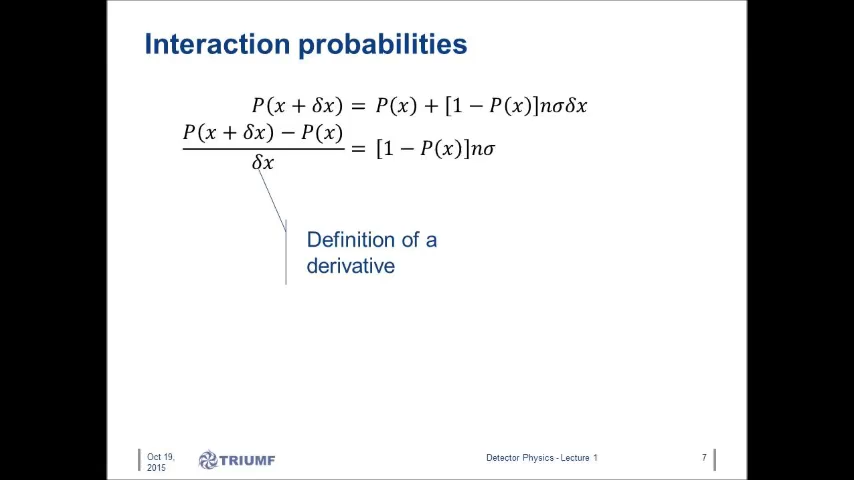 Interaction probabilities
𝑃(𝑥 + 𝛿𝑥) = 𝑃(𝑥) + [1 − 𝑃(𝑥)]𝑛𝜎𝛿𝑥
𝑃(𝑥 + 𝛿𝑥) − 𝑃(𝑥)
𝛿𝑥
= [1 − 𝑃(𝑥)]𝑛𝜎
Definition of a
derivative
Oct 19,
2015
TRIUMF
Detector Physics - Lecture 1
7